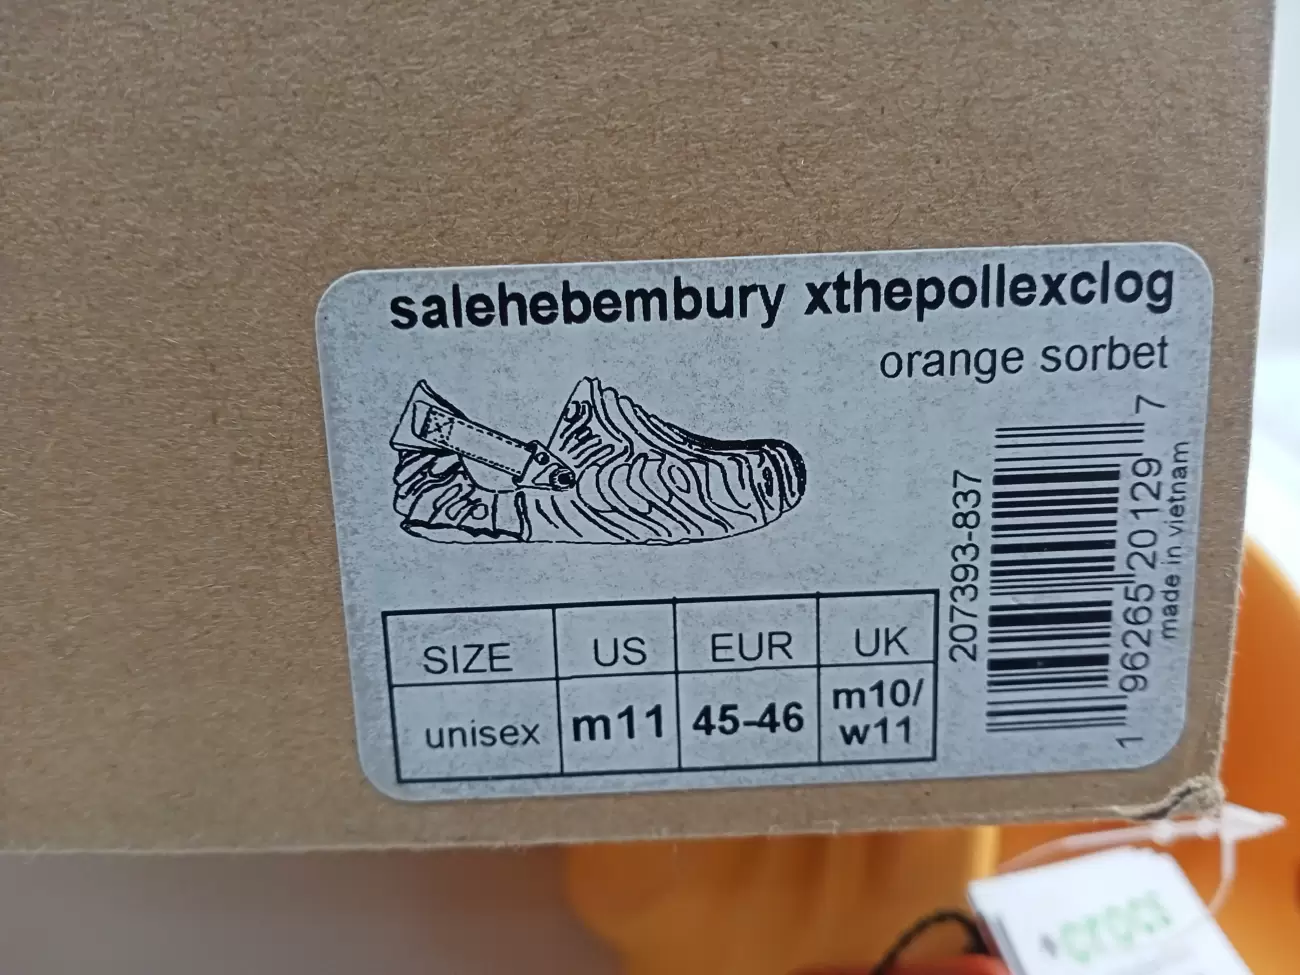 salehebembury xthepollexclog
orange sorbet
207393-837
1 96265 20129 7
made in vietnam
SIZE US EUR UK
unisex m11 45-46 m10/
w11
crocs